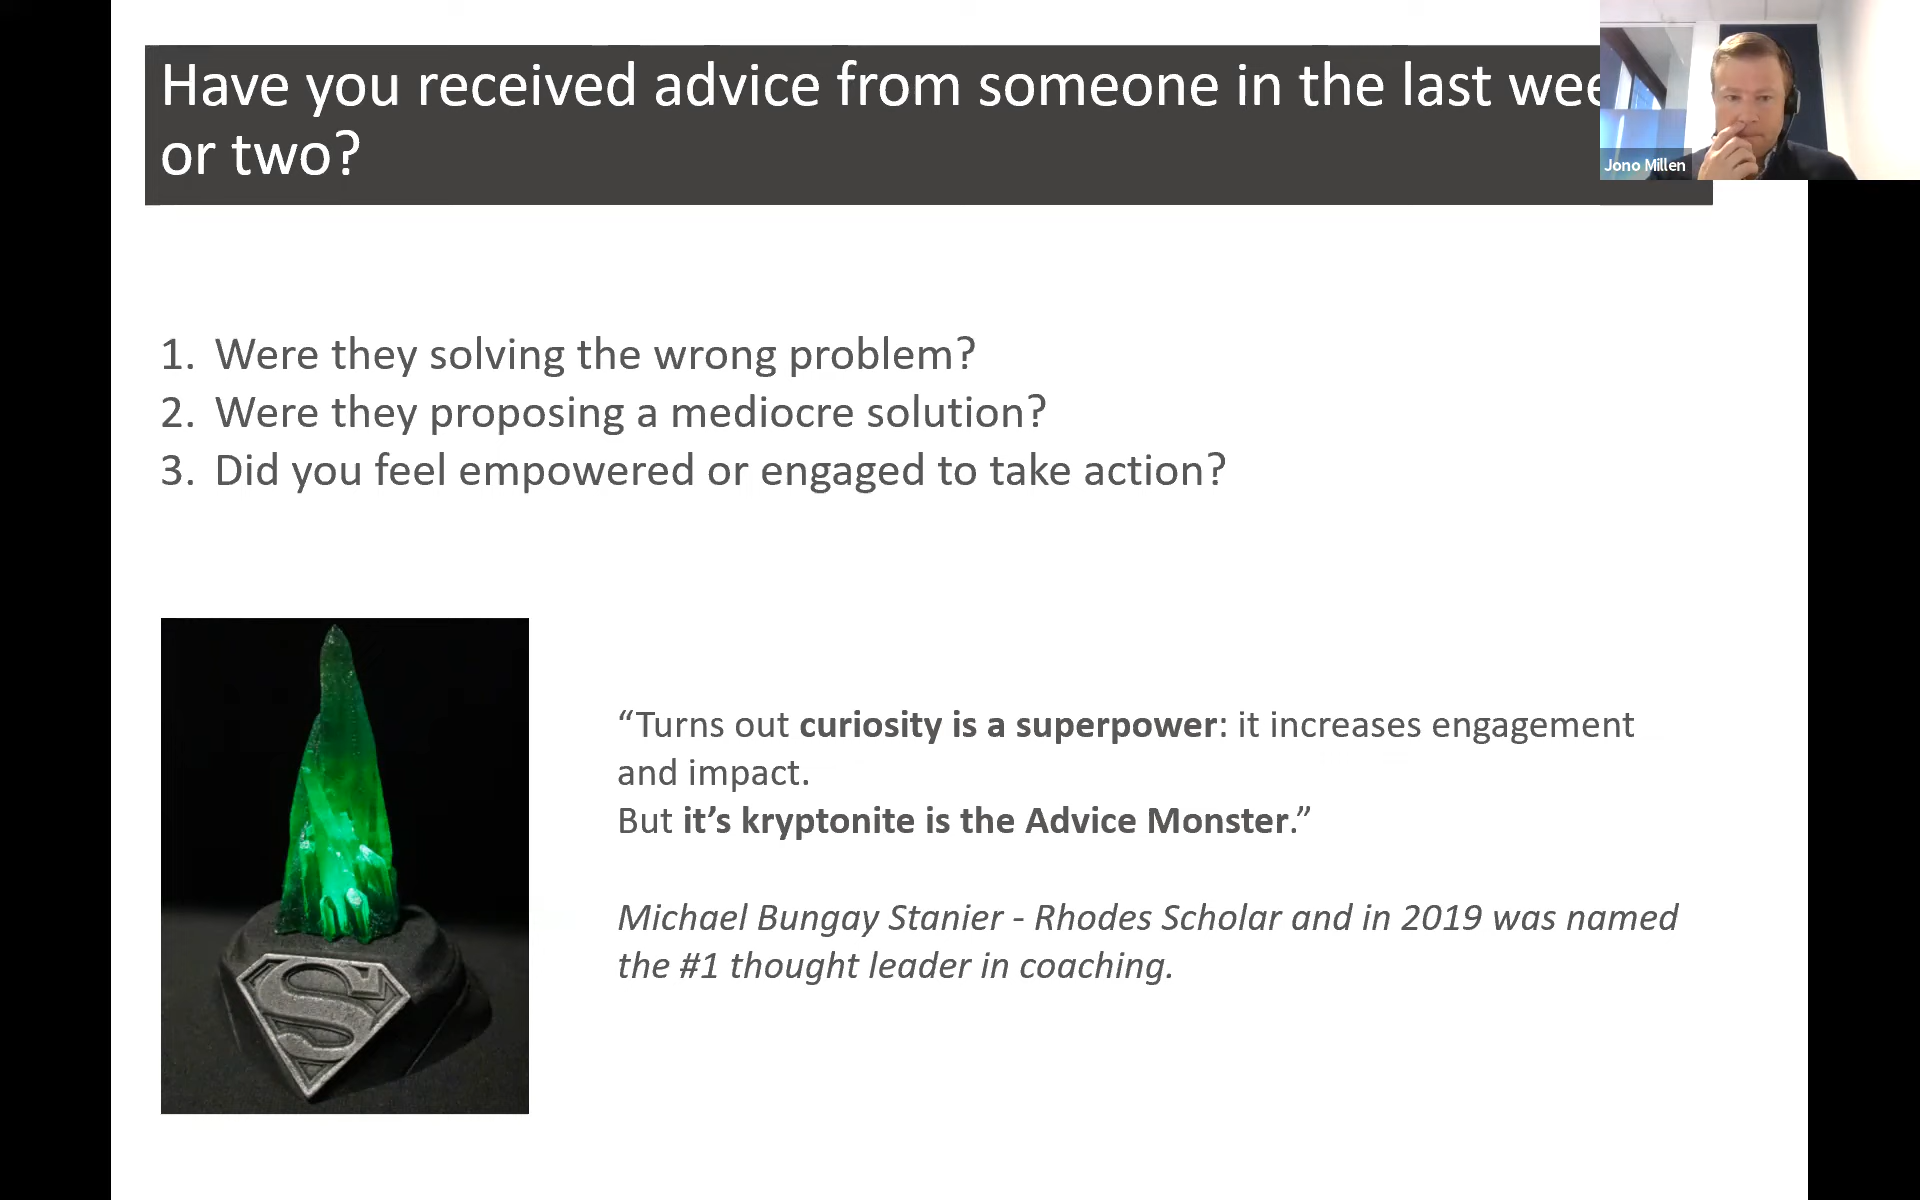 Have you received advice from someone in the last
or two?
Jono Millen
1. Were they solving the wrong problem?
2. Were they proposing a mediocre solution?
3. Did you feel empowered or engaged to take action?
“Turns out curiosity is a superpower: it increases engagement
and impact.
But it’s kryptonite is the Advice Monster.”
Michael Bungay Stanier - Rhodes Scholar and in 2019 was named
the #1 thought leader in coaching.
S